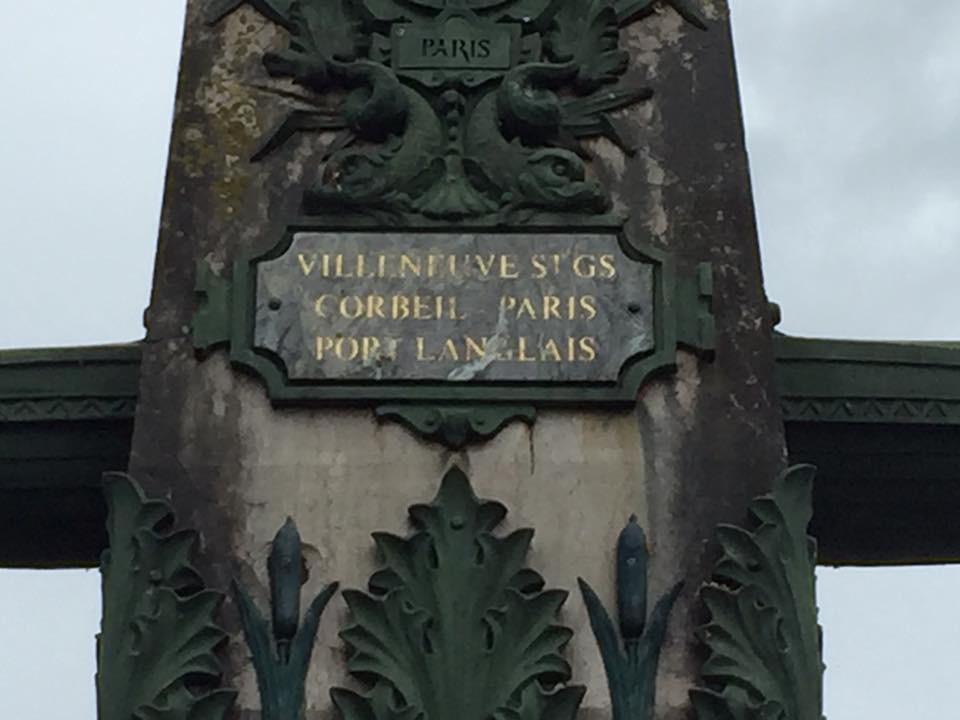 PARIS
VILLENEUVE ST GS
CORBEIL - PARIS
PORT LANGLAIS